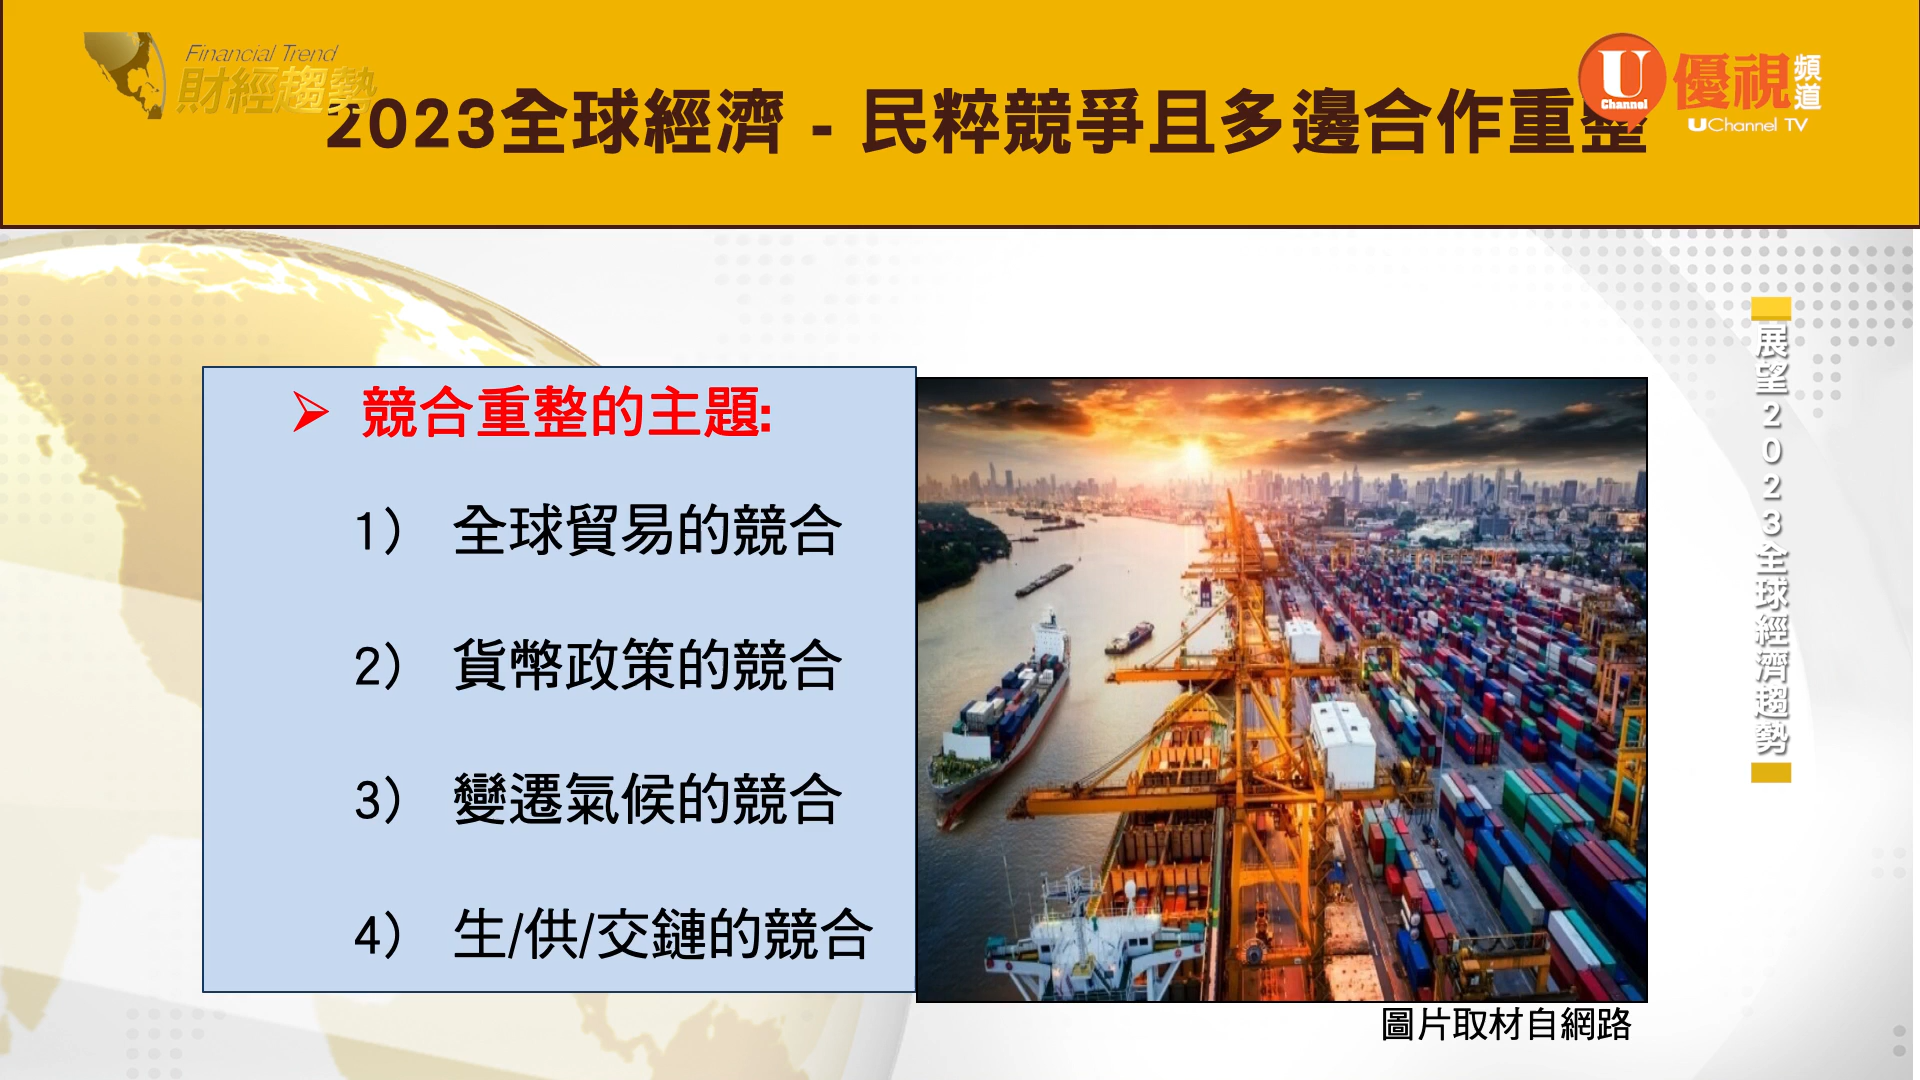 Financial Trend
財經趨勢
2023全球經濟 - 民粹競爭且多邊合作重整
U
Channel
優視頻道
UChannel TV
展望2023全球經濟趨勢
➢ 競合重整的主題:
1) 全球貿易的競合
2) 貨幣政策的競合
3) 變遷氣候的競合
4) 生/供/交鏈的競合
圖片取材自網路